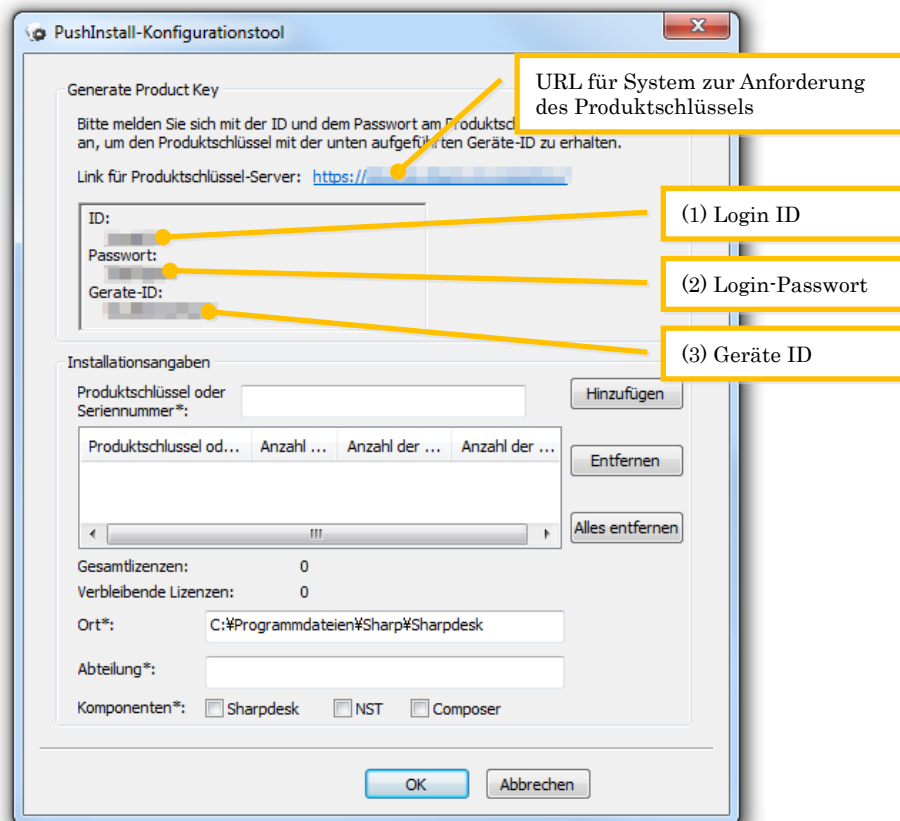 PushInstall-Konfigurationstool
URL für System zur Anforderung
des Produktschlüssels
Generate Product Key
Bitte melden Sie sich mit der ID und dem Passwort am
an, um den Produktschlüssel mit der unten aufgeführten Geräte-ID zu erhalten.
Link für Produktschlüssel-Server: https://
ID:
(1) Login ID
Passwort:
(2) Login-Passwort
Gerate-ID:
(3) Geräte ID
Installationsangaben
Produktschlüssel oder
Seriennummer*:
Hinzufügen
Produktschlussel od... Anzahl ... Anzahl der ... Anzahl der ...
Entfernen
Alles entfernen
Gesamtlizenzen: 0
Verbleibende Lizenzen: 0
Ort*: C:¥Programmdateien¥Sharp¥Sharpdesk
Abteilung*:
Komponenten*: Sharpdesk NST Composer
OK Abbrechen